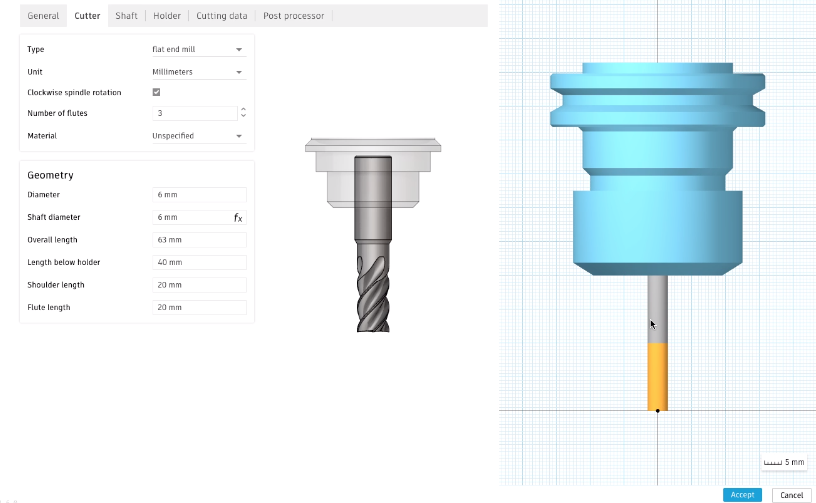 General Cutter Shaft Holder Cutting data Post processor
Type flat end mill
Unit Millimeters
Clockwise spindle rotation
Number of flutes 3
Material Unspecified
Geometry
Diameter 6 mm
Shaft diameter 6 mm fx
Overall length 63 mm
Length below holder 40 mm
Shoulder length 20 mm
Flute length 20 mm
5 mm
Accept Cancel